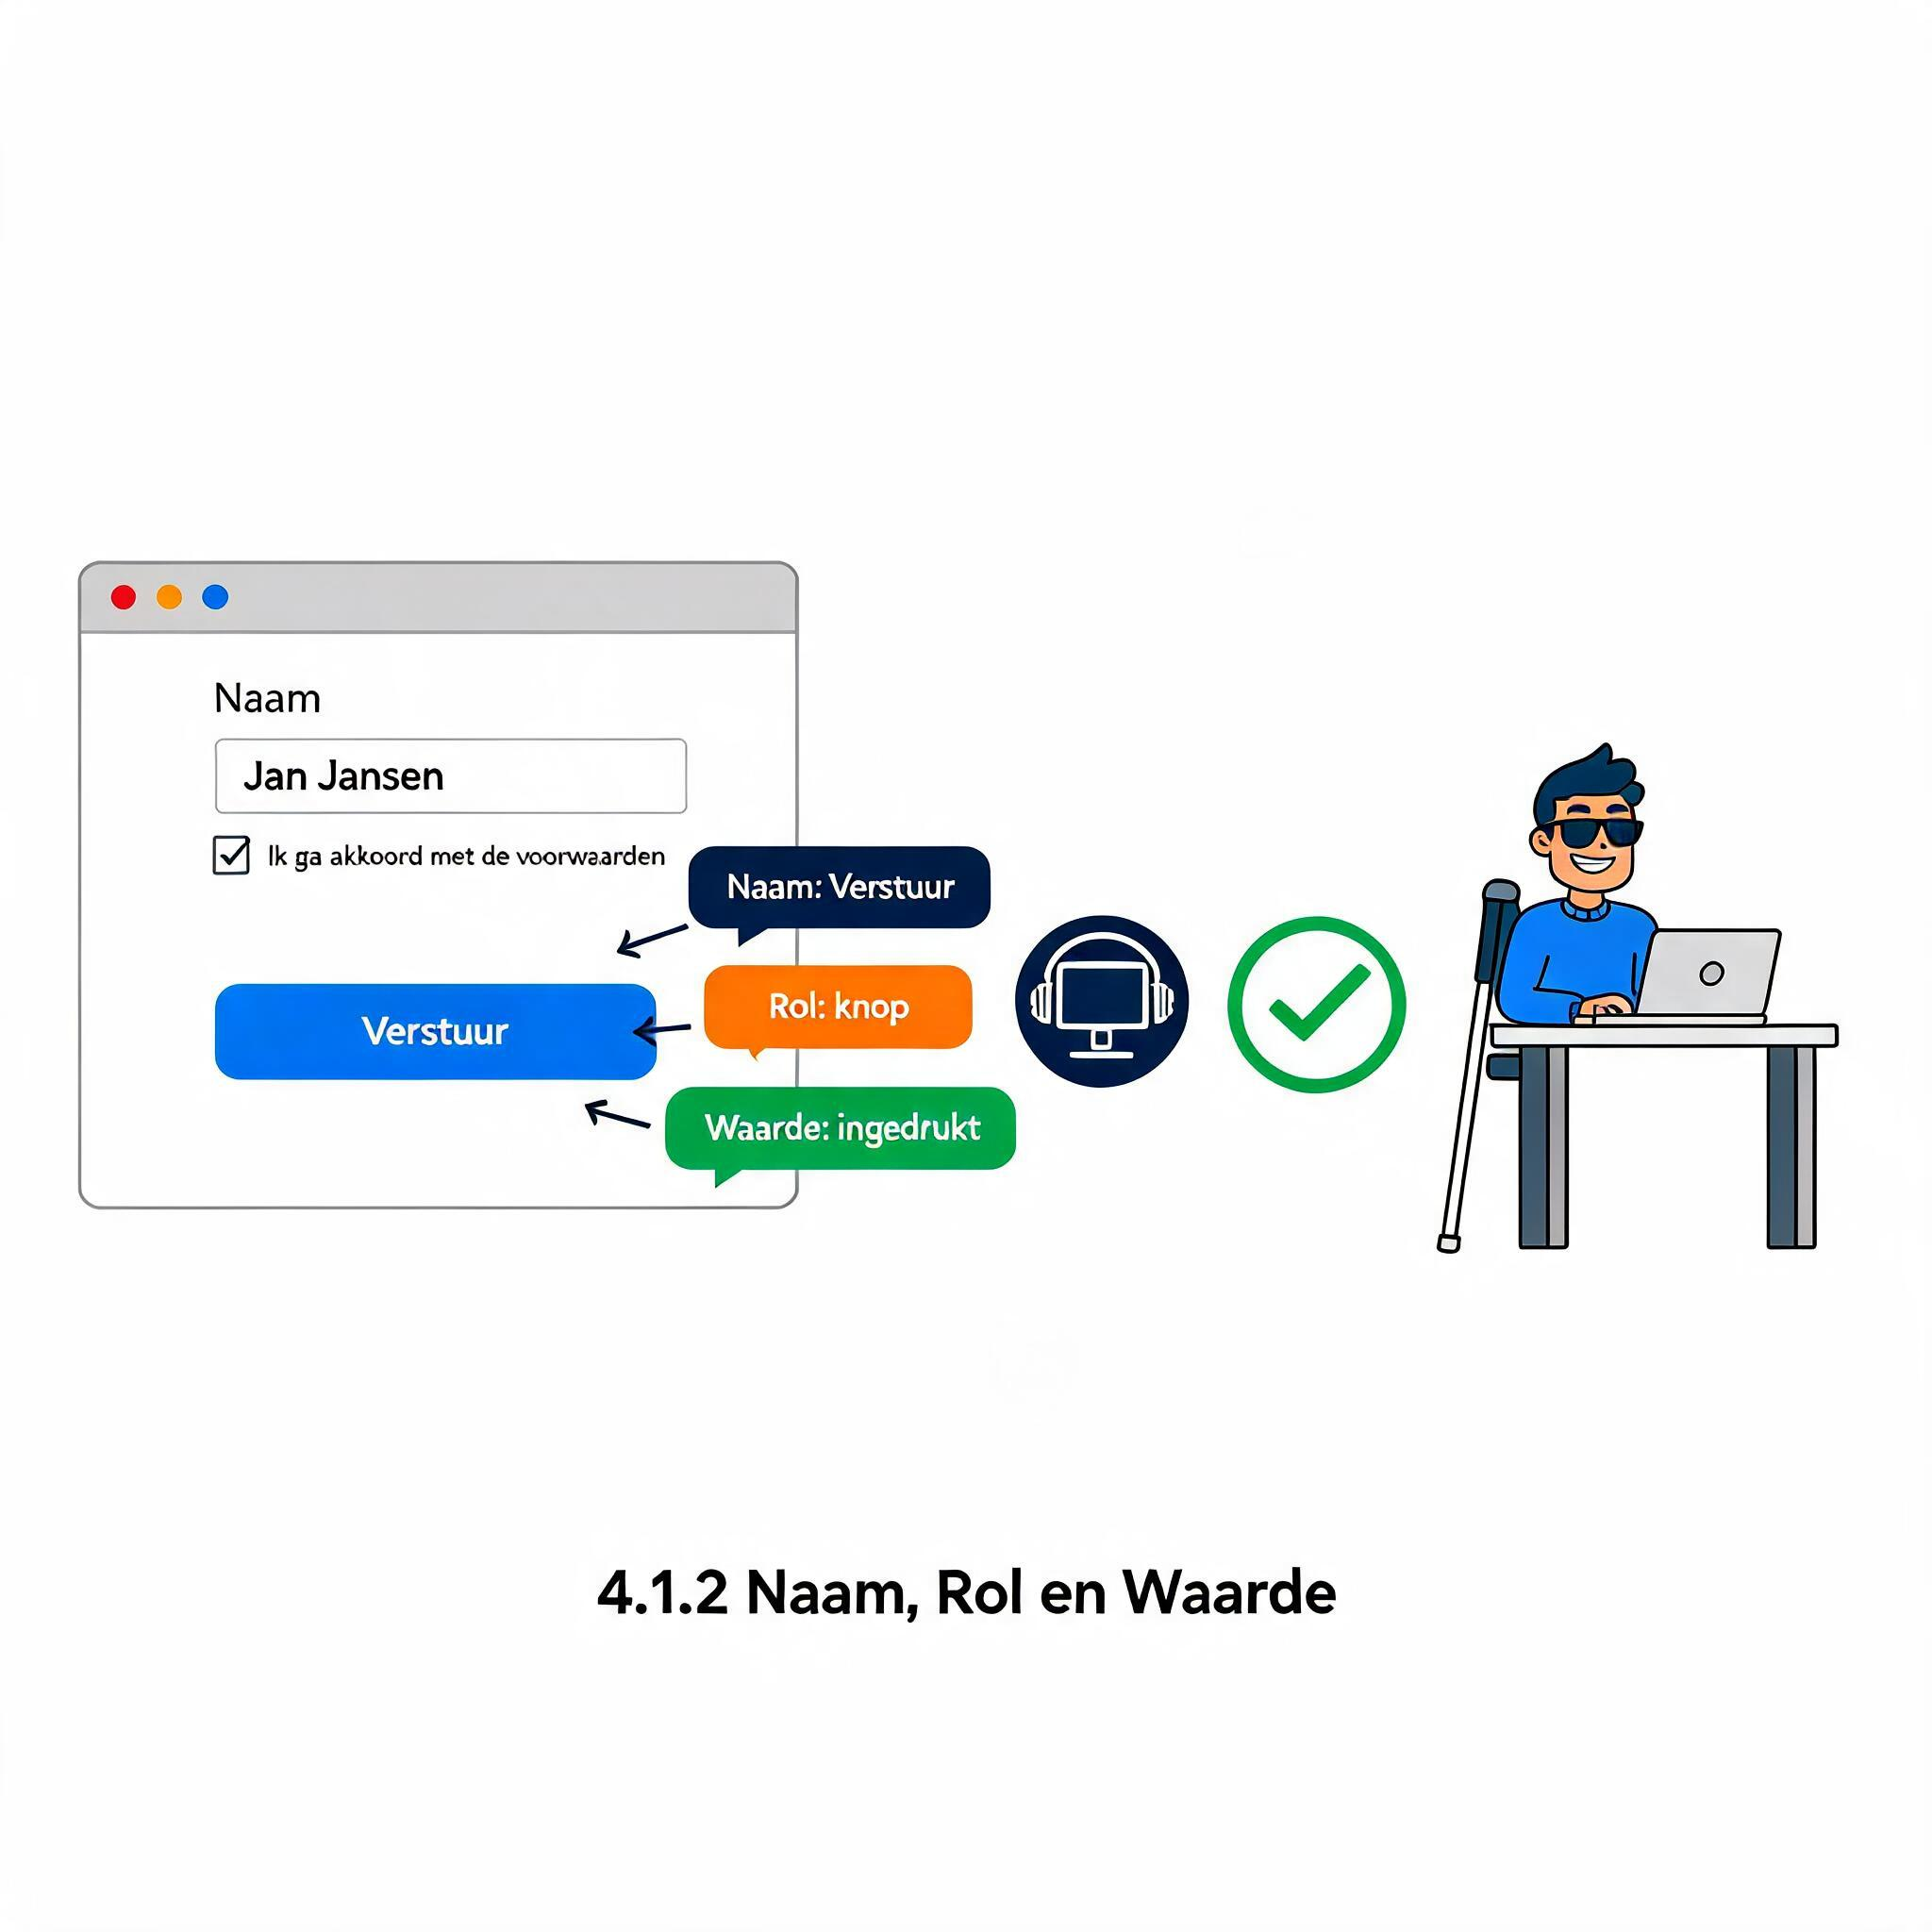 Naam
Jan Jansen
Ik ga akkoord met de voorwaarden
Naam: Verstuur
Rol: knop
Verstuur
Waarde: ingedrukt
4.1.2 Naam, Rol en Waarde